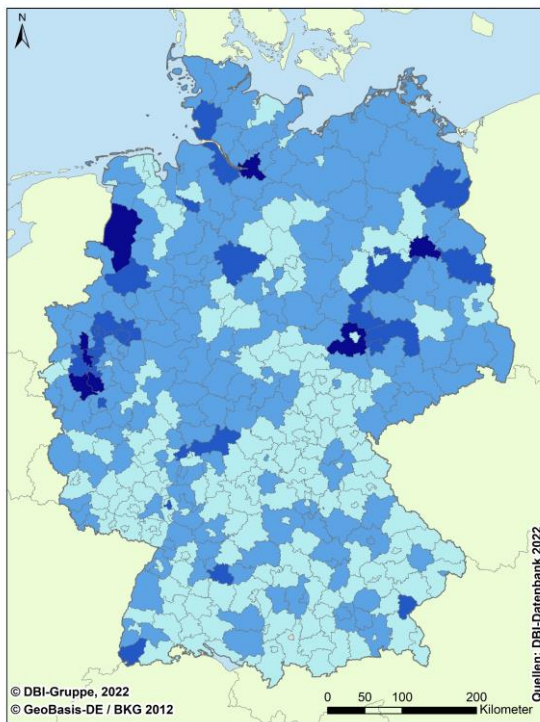 N
Quellen: DBI-Datenbank 2022
© DBI-Gruppe, 2022
© GeoBasis-DE / BKG 2012
0 50 100 200
Kilometer